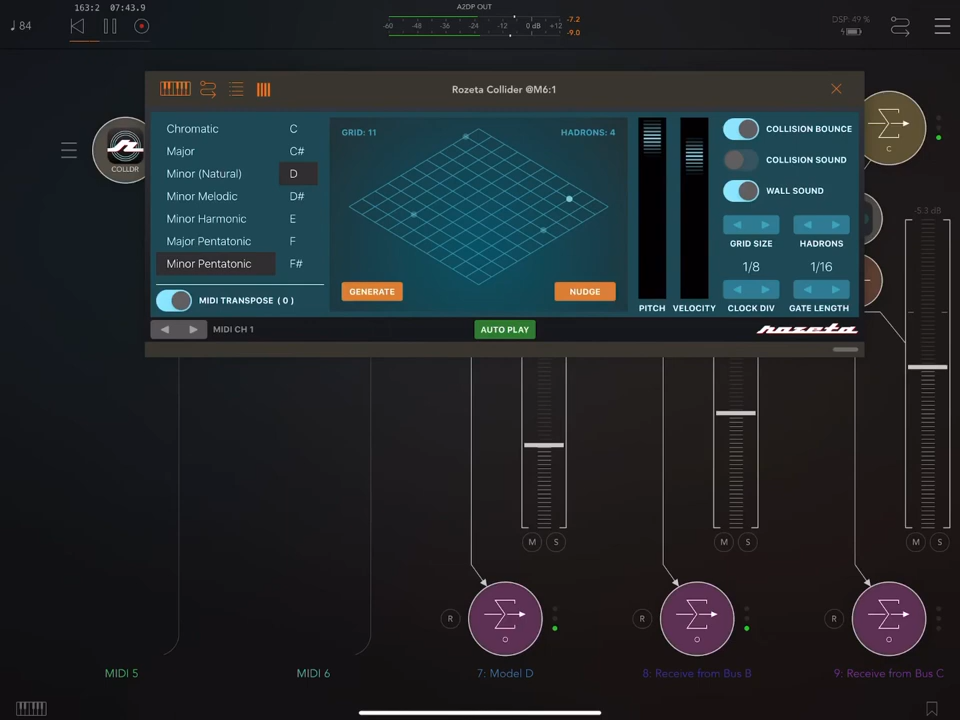 163:2 07:43.9
84
A2DP OUT
-60 -48 -36 -24 -12 0 dB +12
-7.2
-9.0
DSP: 49 %
Rozeta Collider @M6:1
COLLDR
Chromatic
Major
Minor (Natural)
Minor Melodic
Minor Harmonic
Major Pentatonic
Minor Pentatonic
C
C#
D
D#
E
F
F#
MIDI TRANSPOSE ( 0 )
GRID: 11
HADRONS: 4
GENERATE
NUDGE
PITCH
VELOCITY
COLLISION BOUNCE
COLLISION SOUND
WALL SOUND
GRID SIZE
HADRONS
1/8
1/16
CLOCK DIV
GATE LENGTH
MIDI CH 1
AUTO PLAY
rozeta
C
-5.3 dB
M S
M S
M S
R
O
R
O
R
O
MIDI 5
MIDI 6
7: Model D
8: Receive from Bus B
9: Receive from Bus C